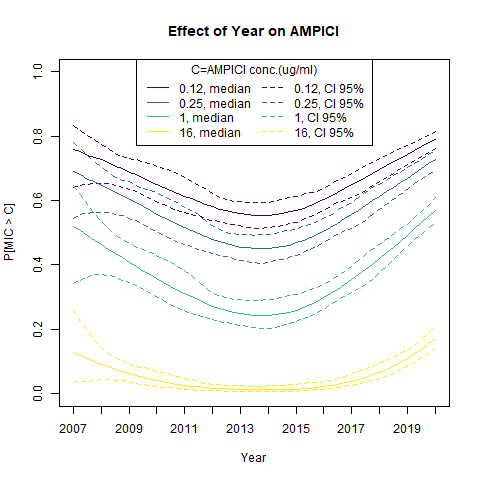 Effect of Year on AMPICI
C=AMPICI conc.(ug/ml)
0.12, median 0.12, CI 95%
0.25, median 0.25, CI 95%
1, median 1, CI 95%
16, median 16, CI 95%
P[MIC > C]
1.0
0.8
0.6
0.4
0.2
0.0
2007 2009 2011 2013 2015 2017 2019
Year